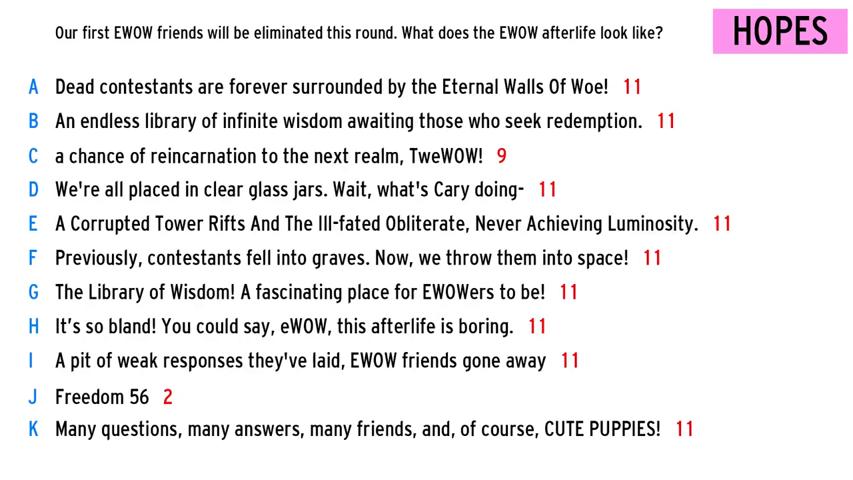 Our first EWOW friends will be eliminated this round. What does the EWOW afterlife look like?
HOPES
A Dead contestants are forever surrounded by the Eternal Walls Of Woe! 11
B An endless library of infinite wisdom awaiting those who seek redemption. 11
C a chance of reincarnation to the next realm, TweWOW! 9
D We're all placed in clear glass jars. Wait, what's Cary doing- 11
E A Corrupted Tower Rifts And The Ill-fated Obliterate, Never Achieving Luminosity. 11
F Previously, contestants fell into graves. Now, we throw them into space! 11
G The Library of Wisdom! A fascinating place for EWOWers to be! 11
H It’s so bland! You could say, eWOW, this afterlife is boring. 11
I A pit of weak responses they've laid, EWOW friends gone away 11
J Freedom 56 2
K Many questions, many answers, many friends, and, of course, CUTE PUPPIES! 11